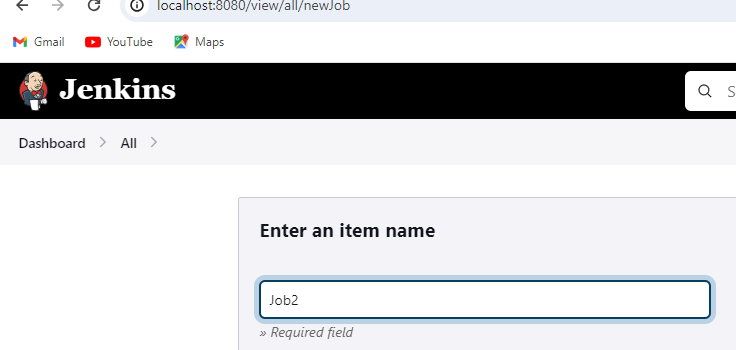 localhost:8080/view/all/newJob
Gmail YouTube Maps
Jenkins S
Dashboard All
Enter an item name
Job2
» Required field